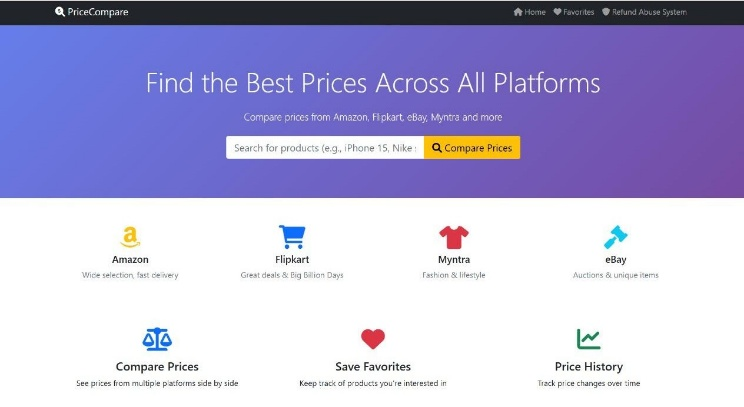 PriceCompare
Home Favorites Refund Abuse System
Find the Best Prices Across All Platforms
Compare prices from Amazon, Flipkart, eBay, Myntra and more
Search for products (e.g., iPhone 15, Nike : Compare Prices
Amazon Flipkart Myntra eBay
Wide selection, fast delivery Great deals & Big Billion Days Fashion & lifestyle Auctions & unique items
Compare Prices Save Favorites Price History
See prices from multiple platforms side by side Keep track of products you're interested in Track price changes over time